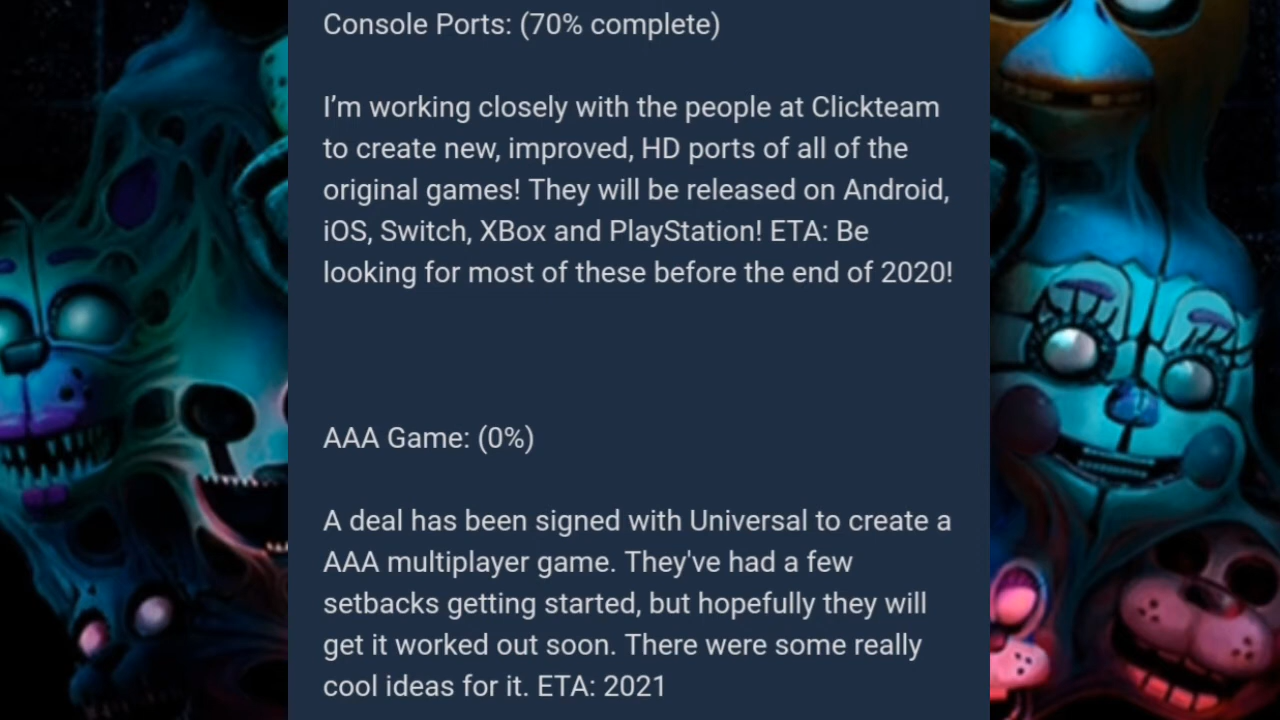 Console Ports: (70% complete)
I’m working closely with the people at Clickteam
to create new, improved, HD ports of all of the
original games! They will be released on Android,
iOS, Switch, XBox and PlayStation! ETA: Be
looking for most of these before the end of 2020!
AAA Game: (0%)
A deal has been signed with Universal to create a
AAA multiplayer game. They've had a few
setbacks getting started, but hopefully they will
get it worked out soon. There were some really
cool ideas for it. ETA: 2021